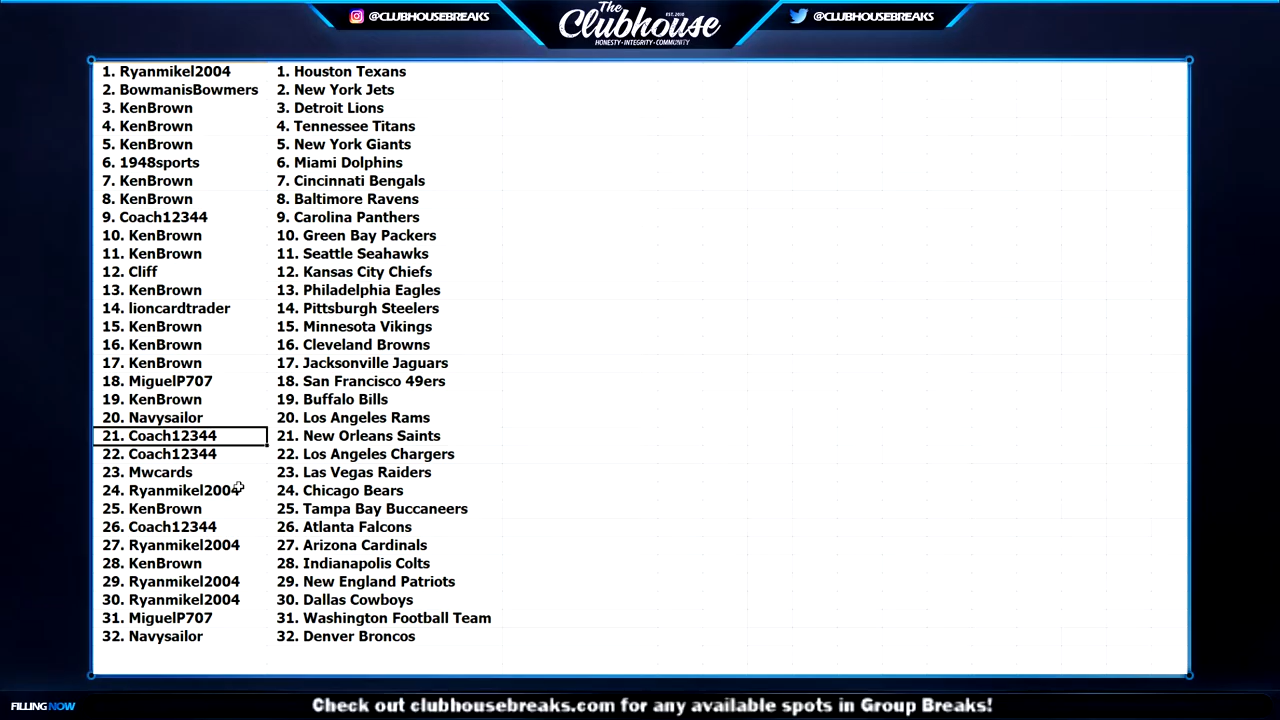 @CLUBHOUSEBREAKS
The
Clubhouse
EST. 2010
HONESTY • INTEGRITY • COMMUNITY
@CLUBHOUSEBREAKS
1. Ryanmikel2004 1. Houston Texans
2. BowmanisBowmers 2. New York Jets
3. KenBrown 3. Detroit Lions
4. KenBrown 4. Tennessee Titans
5. KenBrown 5. New York Giants
6. 1948sports 6. Miami Dolphins
7. KenBrown 7. Cincinnati Bengals
8. KenBrown 8. Baltimore Ravens
9. Coach12344 9. Carolina Panthers
10. KenBrown 10. Green Bay Packers
11. KenBrown 11. Seattle Seahawks
12. Cliff 12. Kansas City Chiefs
13. KenBrown 13. Philadelphia Eagles
14. lioncardtrader 14. Pittsburgh Steelers
15. KenBrown 15. Minnesota Vikings
16. KenBrown 16. Cleveland Browns
17. KenBrown 17. Jacksonville Jaguars
18. MiguelP707 18. San Francisco 49ers
19. KenBrown 19. Buffalo Bills
20. Navysailor 20. Los Angeles Rams
21. Coach12344 21. New Orleans Saints
22. Coach12344 22. Los Angeles Chargers
23. Mwcards 23. Las Vegas Raiders
24. Ryanmikel2004 24. Chicago Bears
25. KenBrown 25. Tampa Bay Buccaneers
26. Coach12344 26. Atlanta Falcons
27. Ryanmikel2004 27. Arizona Cardinals
28. KenBrown 28. Indianapolis Colts
29. Ryanmikel2004 29. New England Patriots
30. Ryanmikel2004 30. Dallas Cowboys
31. MiguelP707 31. Washington Football Team
32. Navysailor 32. Denver Broncos
FILLING NOW
Check out clubhousebreaks.com for any available spots in Group Breaks!